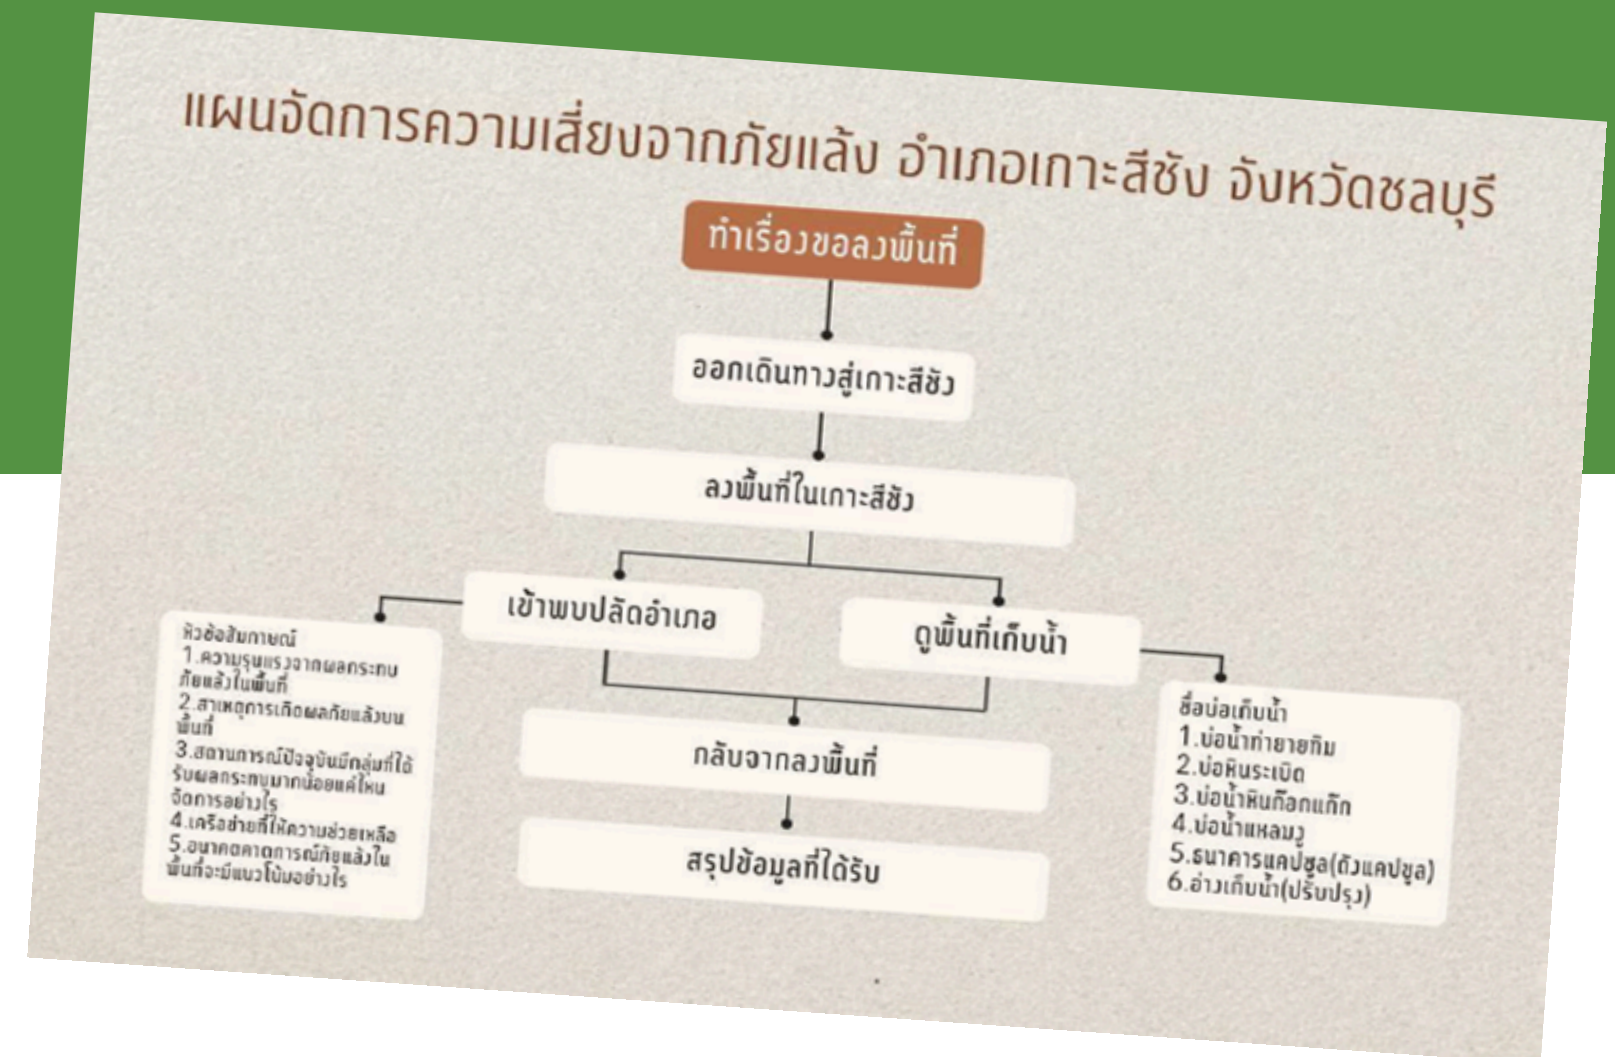 แผนจัดการความเสี่ยงจากภัยแล้ง อำเภอเกาะสีชัง จังหวัดชลบุรี
ทำเรื่องขอลงพื้นที่
ออกเดินทางสู่เกาะสีชัง
ลงพื้นที่ในเกาะสีชัง
เข้าพบปลัดอำเภอ
ดูพื้นที่เก็บน้ำ
หัวข้อสัมภาษณ์
1.ความรุนแรงจากผลกระทบ
ภัยแล้งในพื้นที่
2.สาเหตุการเกิดผลภัยแล้งบน
พื้นที่
3.สถานการณ์ปัจจุบันมีกลุ่มที่ได้
รับผลกระทบมากน้อยแค่ไหน
จัดการอย่างไร
4.เครือข่ายที่ให้ความช่วยเหลือ
5.อนาคตคาดการณ์ภัยแล้งใน
พื้นที่จะมีแนวโน้มอย่างไร
ชื่อบ่อเก็บน้ำ
1.บ่อน้ำท่ายายทิม
2.บ่อหินระเบิด
3.บ่อน้ำหินก๊อกแก๊ก
4.บ่อน้ำแหลมงู
5.ธนาคารแคปซูล(ถังแคปซูล)
6.อ่างเก็บน้ำ(ปรับปรุง)
กลับจากลงพื้นที่
สรุปข้อมูลที่ได้รับ